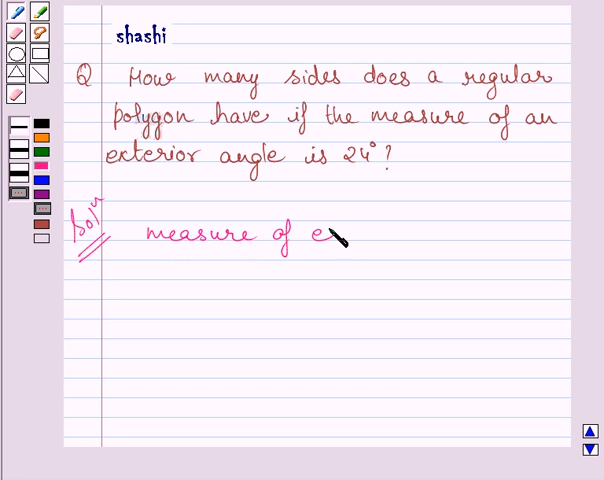 shashi
Q How many sides does a regular
polygon have if the measure of an
exterior angle is 24°?
Solⁿ measure of e